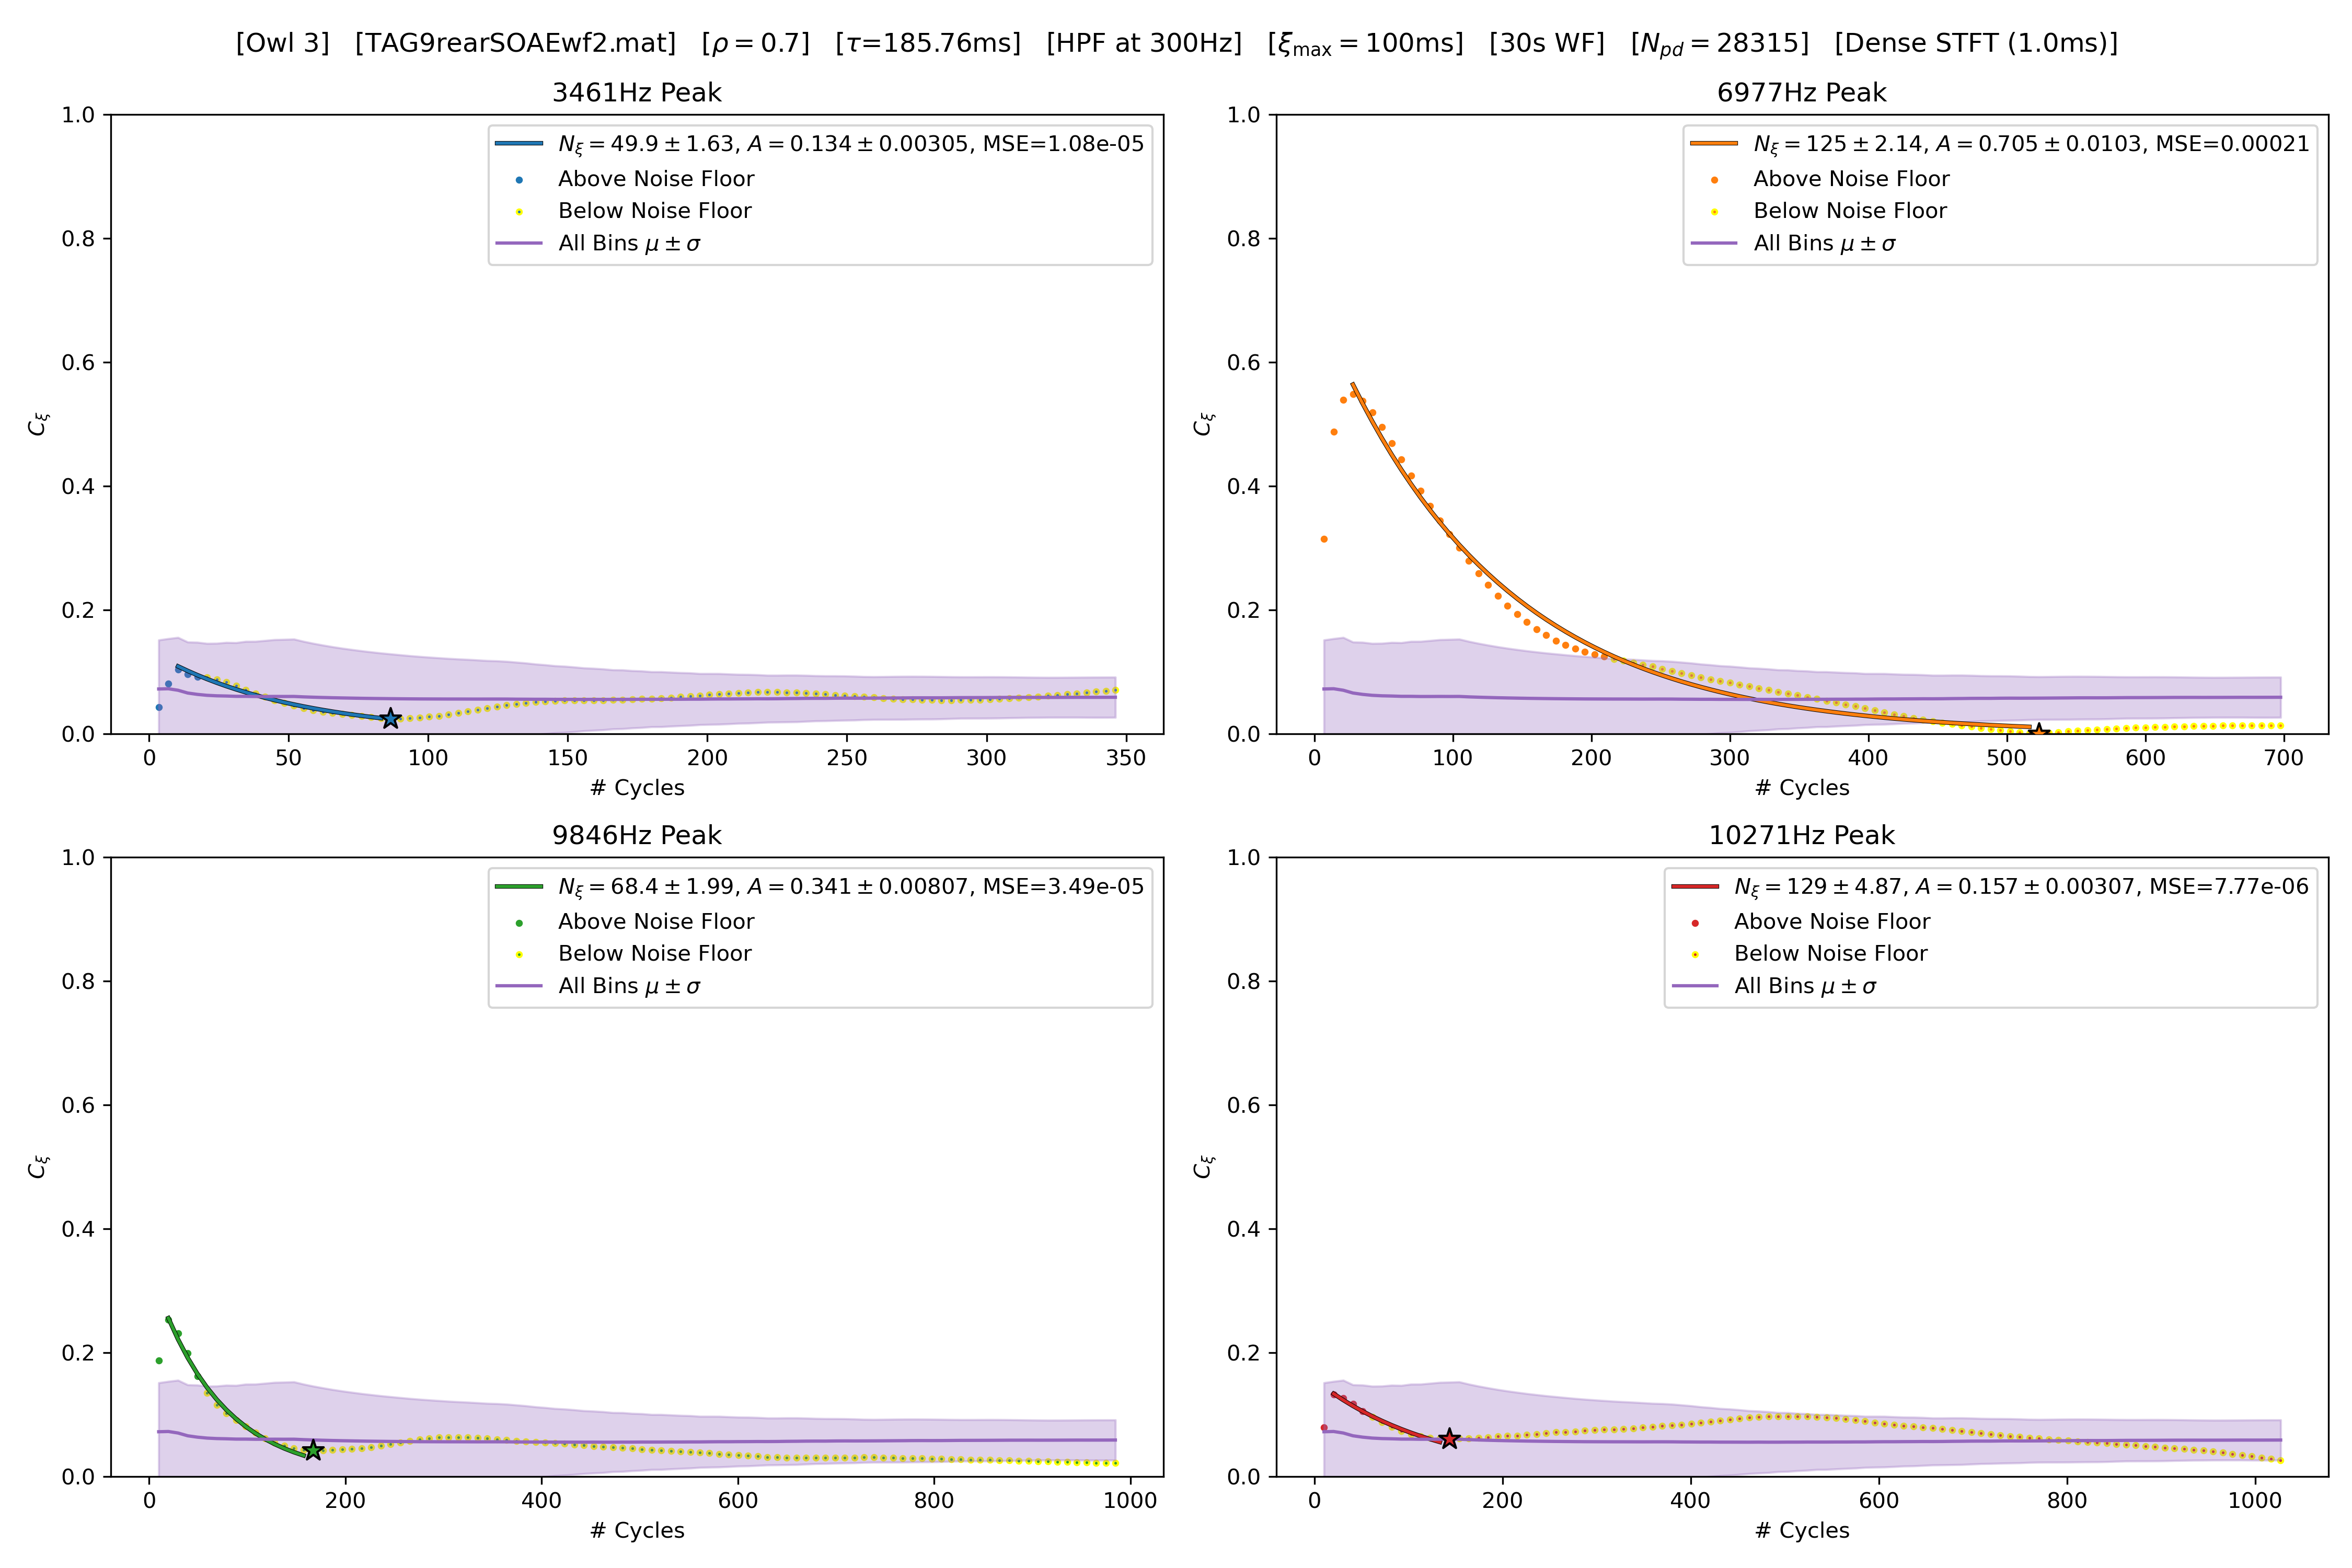 [Owl 3] [TAG9rearSOAEwf2.mat] [ρ = 0.7] [τ=185.76ms] [HPF at 300Hz] [ξmax = 100ms] [30s WF] [Npd = 28315] [Dense STFT (1.0ms)]
3461Hz Peak
Nξ = 49.9 ± 1.63, A = 0.134 ± 0.00305, MSE=1.08e-05
Above Noise Floor
Below Noise Floor
All Bins μ ± σ
1.0
0.8
0.6
0.4
0.2
0.0
Cξ
0 50 100 150 200 250 300 350
# Cycles
6977Hz Peak
Nξ = 125 ± 2.14, A = 0.705 ± 0.0103, MSE=0.00021
Above Noise Floor
Below Noise Floor
All Bins μ ± σ
1.0
0.8
0.6
0.4
0.2
0.0
Cξ
0 100 200 300 400 500 600 700
# Cycles
9846Hz Peak
Nξ = 68.4 ± 1.99, A = 0.341 ± 0.00807, MSE=3.49e-05
Above Noise Floor
Below Noise Floor
All Bins μ ± σ
1.0
0.8
0.6
0.4
0.2
0.0
Cξ
0 200 400 600 800 1000
# Cycles
10271Hz Peak
Nξ = 129 ± 4.87, A = 0.157 ± 0.00307, MSE=7.77e-06
Above Noise Floor
Below Noise Floor
All Bins μ ± σ
1.0
0.8
0.6
0.4
0.2
0.0
Cξ
0 200 400 600 800 1000
# Cycles